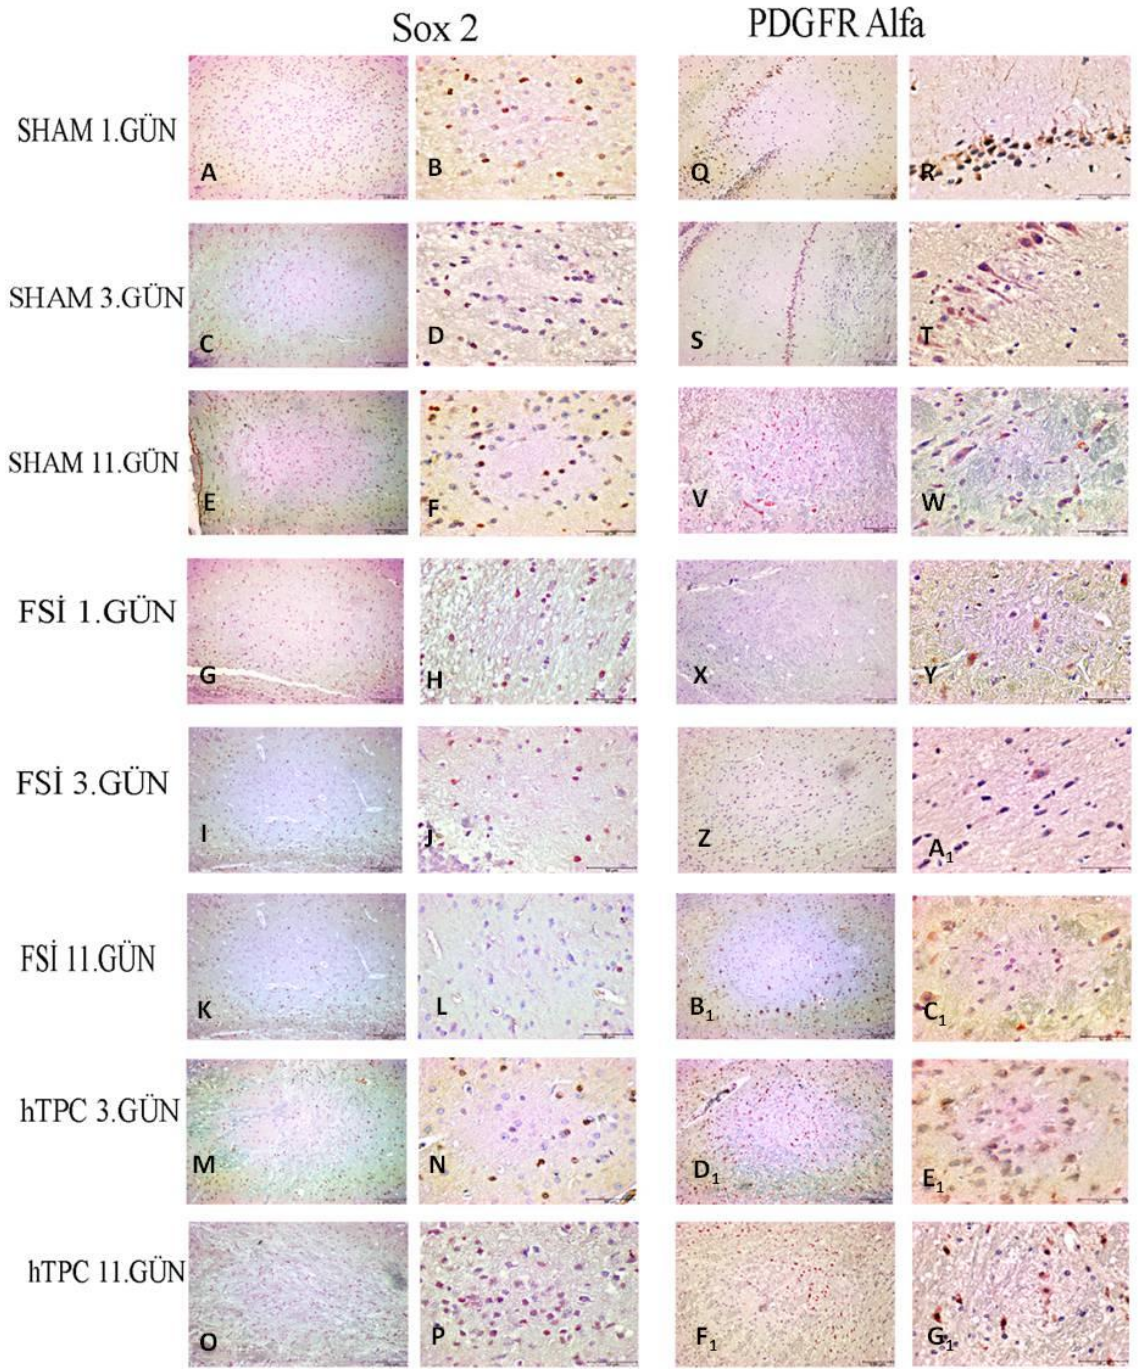 Sox 2 PDGFR Alfa
SHAM 1.GÜN A B Q R
SHAM 3.GÜN C D S T
SHAM 11.GÜN E F V W
FSİ 1.GÜN G H X Y
FSİ 3.GÜN I J Z A₁
FSİ 11.GÜN K L B₁ C₁
hTPC 3.GÜN M N D₁ E₁
hTPC 11.GÜN O P F₁ G₁